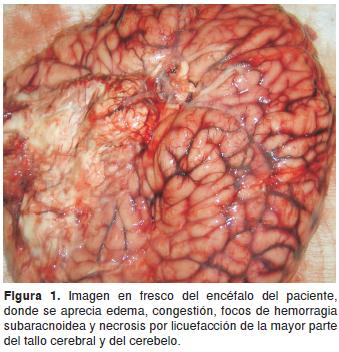 Figura 1. Imagen en fresco del encéfalo del paciente,
donde se aprecia edema, congestión, focos de hemorragia
subaracnoidea y necrosis por licuefacción de la mayor parte
del tallo cerebral y del cerebelo.